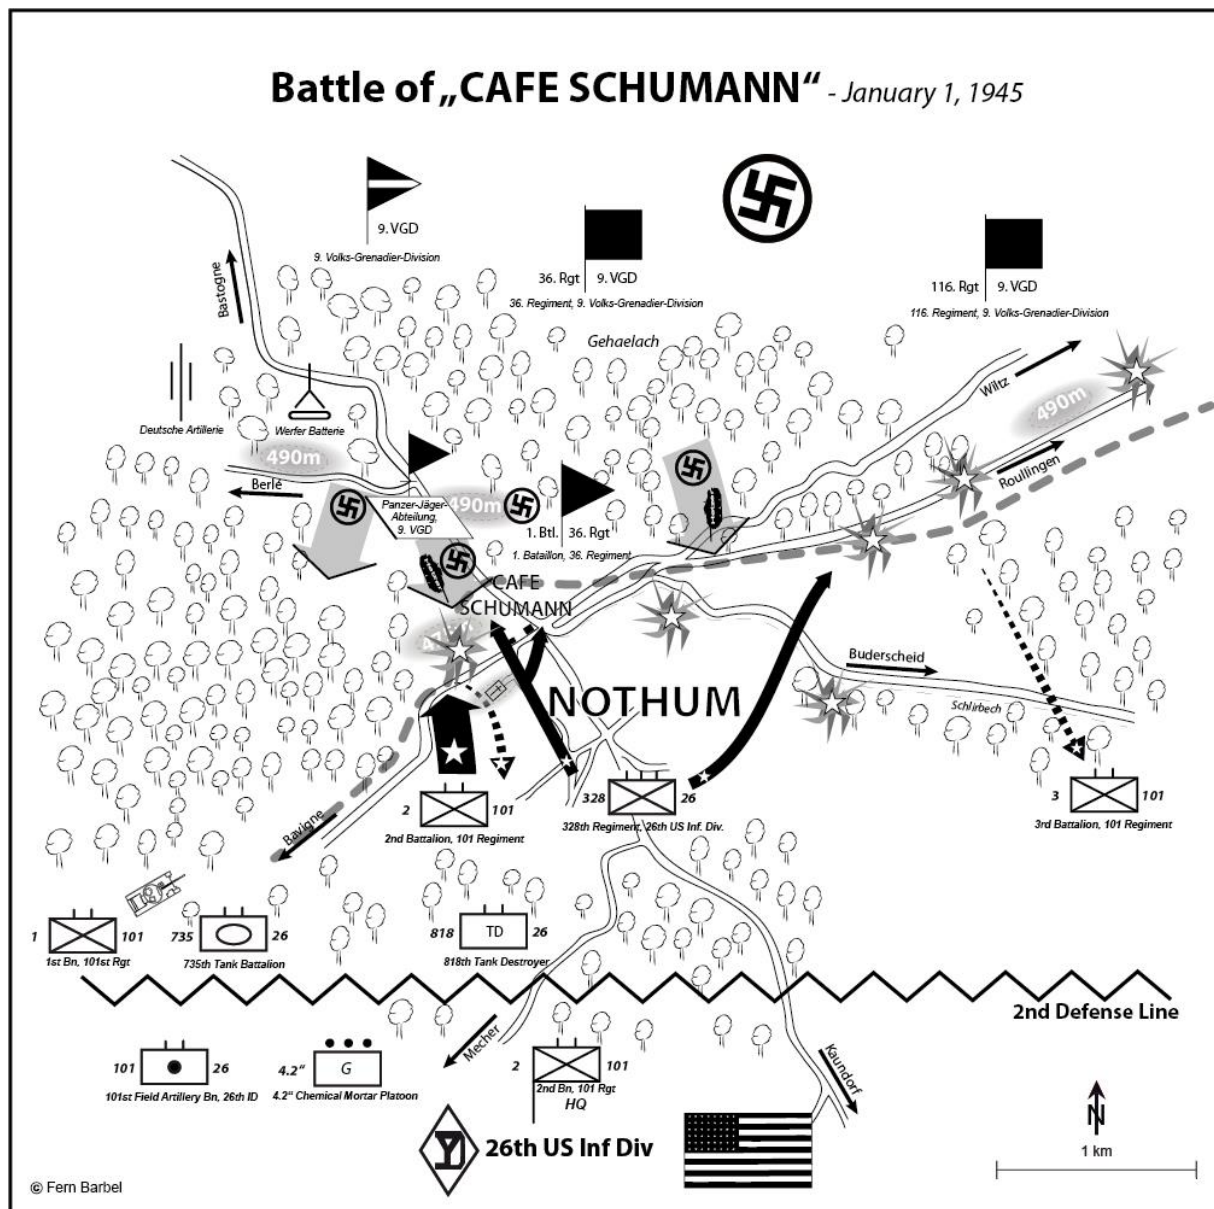 Battle of „CAFE SCHUMANN“ - January 1, 1945
9. VGD
9. Volks-Grenadier-Division
36. Rgt 9. VGD
36. Regiment, 9. Volks-Grenadier-Division
116. Rgt 9. VGD
116. Regiment, 9. Volks-Grenadier-Division
Bastogne
Gehaelach
Wiltz
490m
Deutsche Artillerie
Werfer Batterie
490m
Berlé
Roullingen
Panzer-Jäger-
Abteilung,
9. VGD
490m
1. Btl. 36. Rgt
1. Bataillon, 36. Regiment
CAFE
SCHUMANN
Buderscheid
NOTHUM
Schlirbech
2 101
2nd Battalion, 101 Regiment
328 26
328th Regiment, 26th US Inf. Div.
3 101
3rd Battalion, 101 Regiment
Bavigne
1 101
1st Bn, 101st Rgt
735 26
735th Tank Battalion
818 TD 26
818th Tank Destroyer
2nd Defense Line
Mecher
Kaundorf
101 26
101st Field Artillery Bn, 26th ID
4.2“ G
4.2“ Chemical Mortar Platoon
2 101
2nd Bn, 101 Rgt
HQ
YD
26th US Inf Div
N
1 km
© Fern Barbel